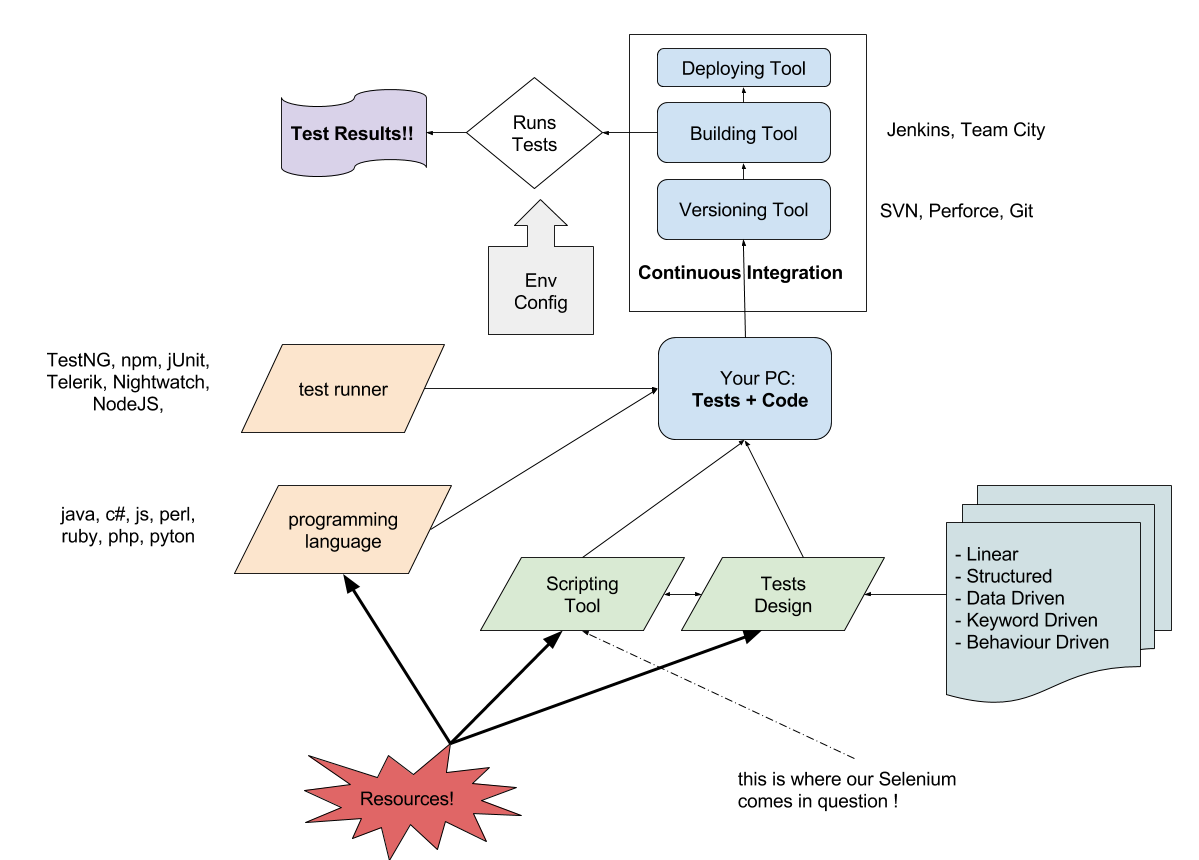 Deploying Tool
Building Tool
Jenkins, Team City
Runs
Tests
Test Results!!
Versioning Tool
SVN, Perforce, Git
Continuous Integration
Env
Config
TestNG, npm, jUnit,
Telerik, Nightwatch,
NodeJS,
test runner
Your PC:
Tests + Code
java, c#, js, perl,
ruby, php, pyton
programming
language
Scripting
Tool
Tests
Design
- Linear
- Structured
- Data Driven
- Keyword Driven
- Behaviour Driven
this is where our Selenium
comes in question !
Resources!